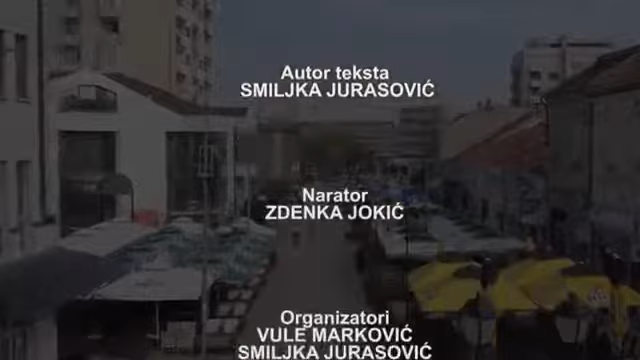 Autor teksta
SMILJKA JURASOVIĆ
Narator
ZDENKA JOKIĆ
Organizatori
VULE MARKOVIĆ
SMILJKA JURASOVIĆ